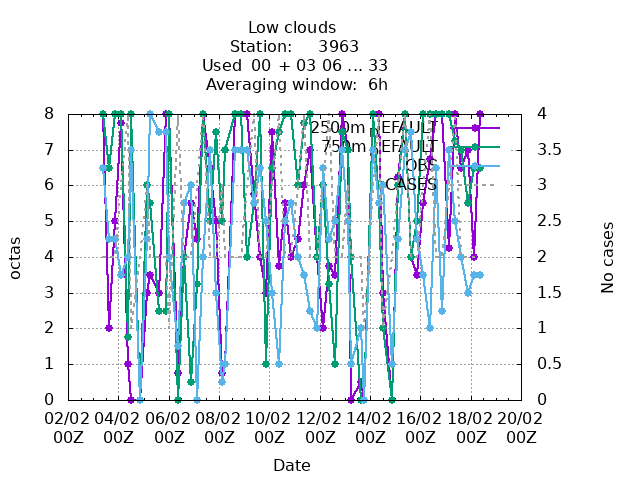 Low clouds
Station: 3963
Used 00 + 03 06 ... 33
Averaging window: 6h
8 4
2500m
7 3.5
750m
OBS
6 3
CASES
5 2.5
4 2
3 1.5
2 1
1 0.5
0 0
octas
No cases
02/02 04/02 06/02 08/02 10/02 12/02 14/02 16/02 18/02 20/02
00Z 00Z 00Z 00Z 00Z 00Z 00Z 00Z 00Z 00Z
Date